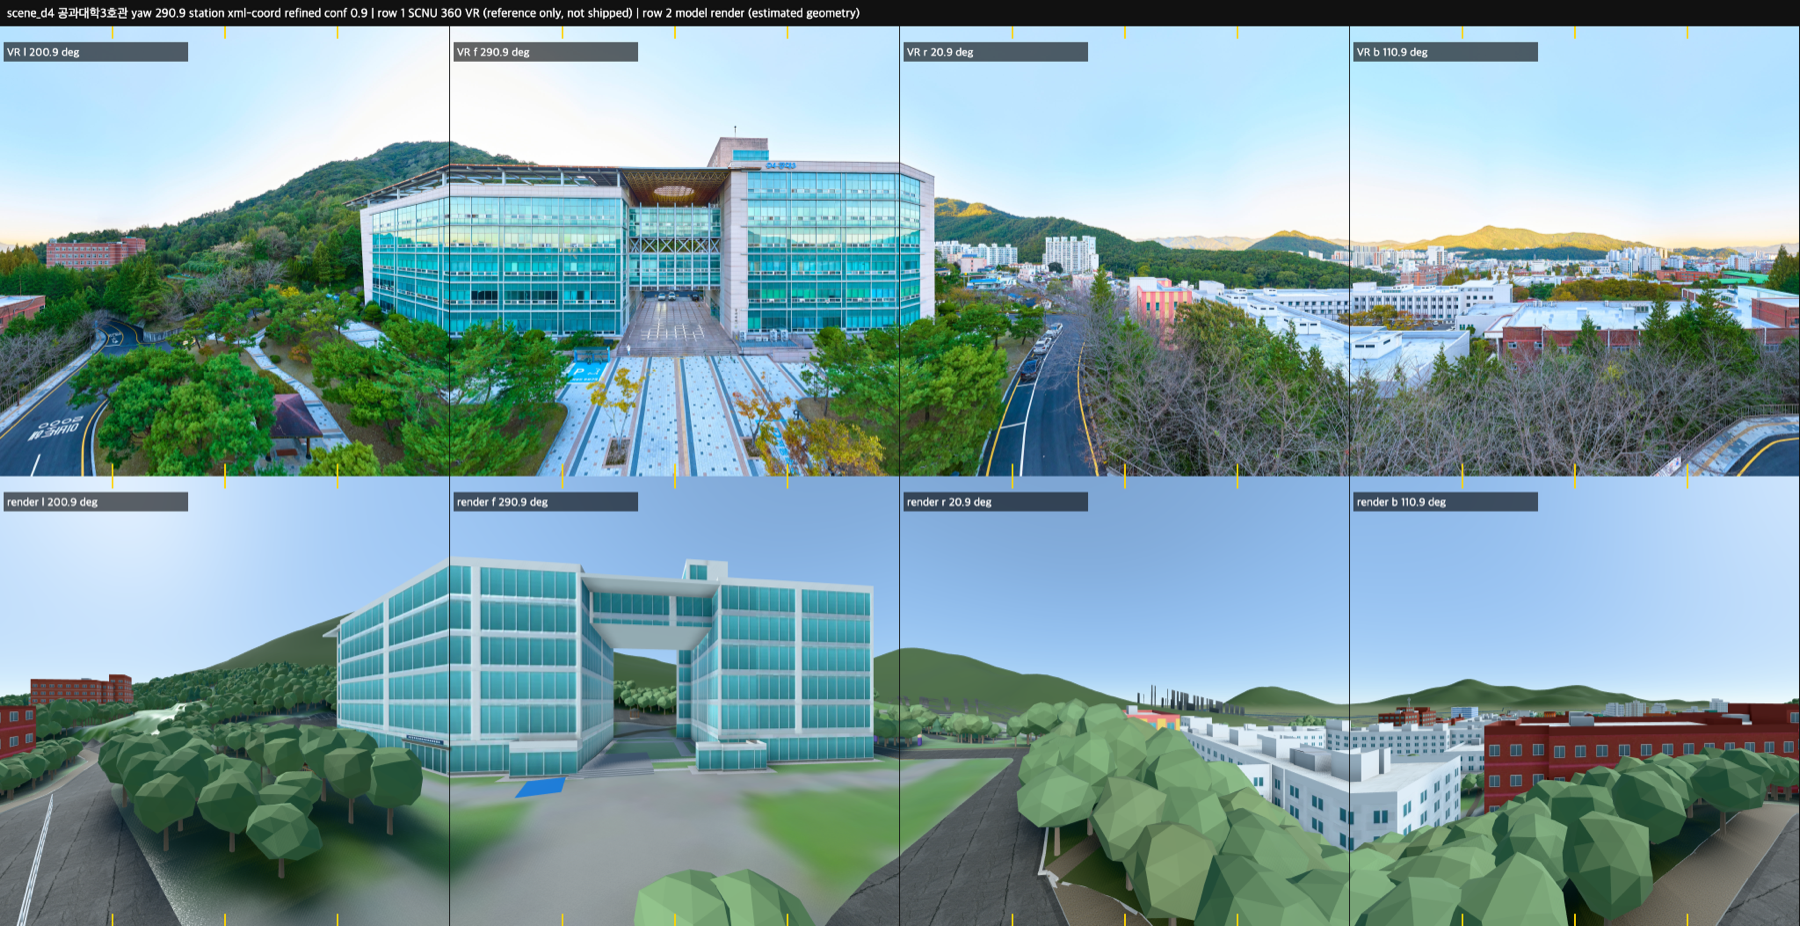 scene_d4 공과대학3호관 yaw 290.9 station xml-coord refined conf 0.9 | row 1 SCNU 360 VR (reference only, not shipped) | row 2 model render (estimated geometry)
VR l 200.9 deg
VR f 290.9 deg
VR r 20.9 deg
VR b 110.9 deg
P
render l 200.9 deg
render f 290.9 deg
render r 20.9 deg
render b 110.9 deg